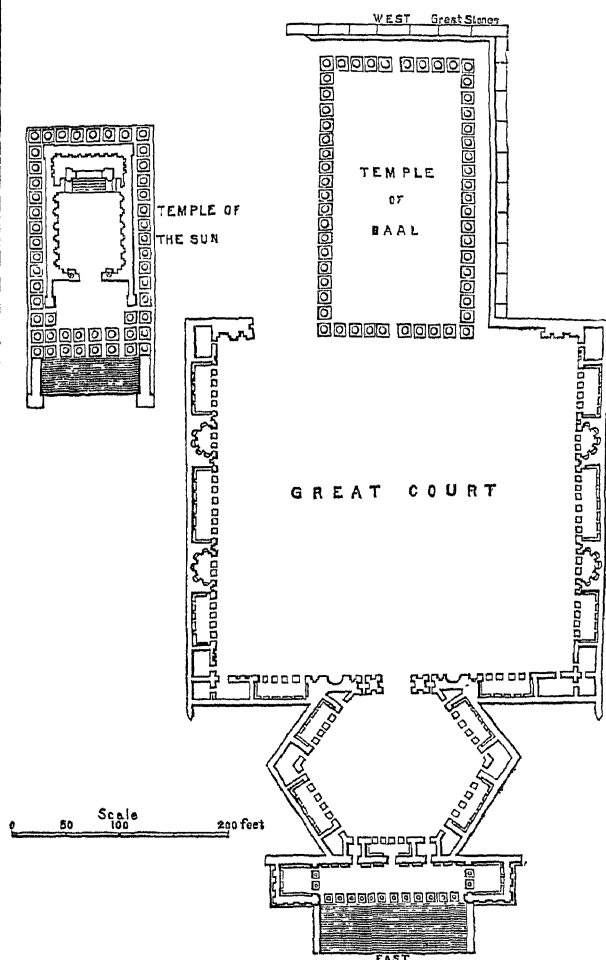 WEST Great Stones
TEMPLE
OF
BAAL
TEMPLE OF
THE SUN
GREAT COURT
Scale
0 50 100 200 feet
EAST